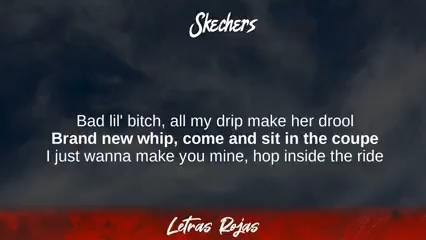 Skechers
Bad lil' bitch, all my drip make her drool
Brand new whip, come and sit in the coupe
I just wanna make you mine, hop inside the ride
Letras Rojas